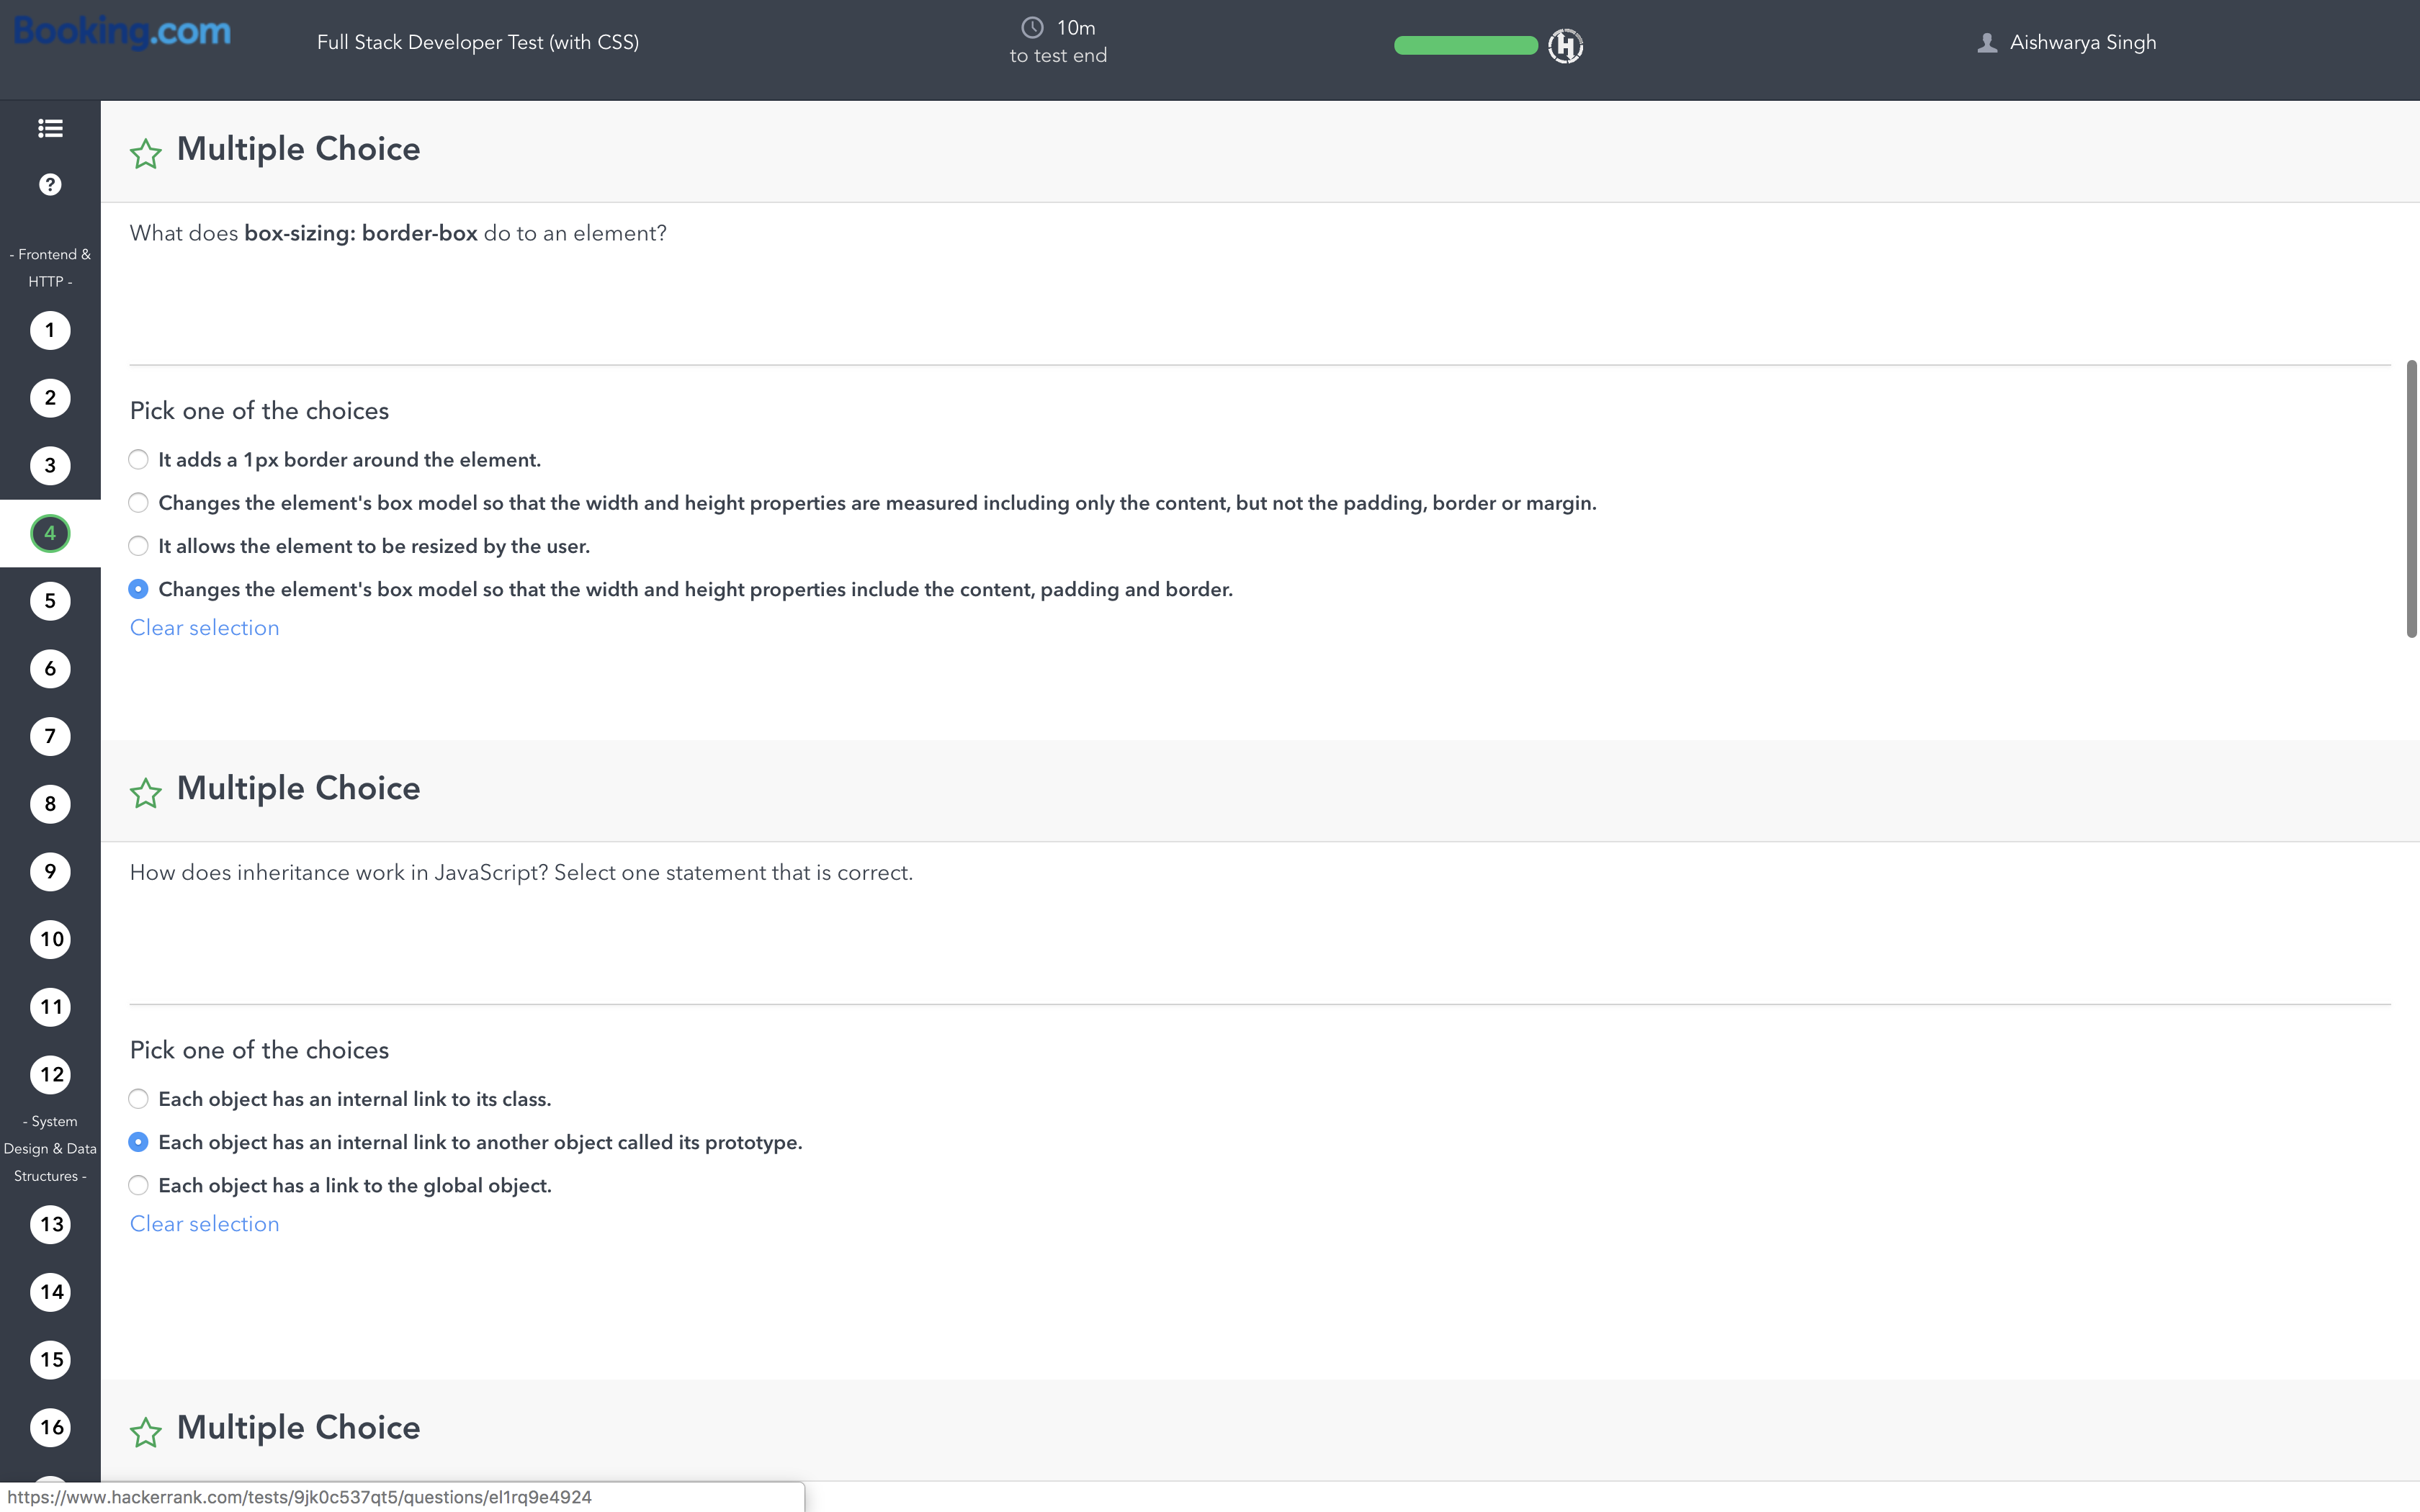 Booking.com
Full Stack Developer Test (with CSS)
10m
to test end
H
Aishwarya Singh
?
- Frontend &
HTTP -
1
2
3
4
5
6
7
8
9
10
11
12
- System
Design & Data
Structures -
13
14
15
16
Multiple Choice
What does box-sizing: border-box do to an element?
Pick one of the choices
It adds a 1px border around the element.
Changes the element's box model so that the width and height properties are measured including only the content, but not the padding, border or margin.
It allows the element to be resized by the user.
Changes the element's box model so that the width and height properties include the content, padding and border.
Clear selection
Multiple Choice
How does inheritance work in JavaScript? Select one statement that is correct.
Pick one of the choices
Each object has an internal link to its class.
Each object has an internal link to another object called its prototype.
Each object has a link to the global object.
Clear selection
Multiple Choice
https://www.hackerrank.com/tests/9jk0c537qt5/questions/el1rq9e4924